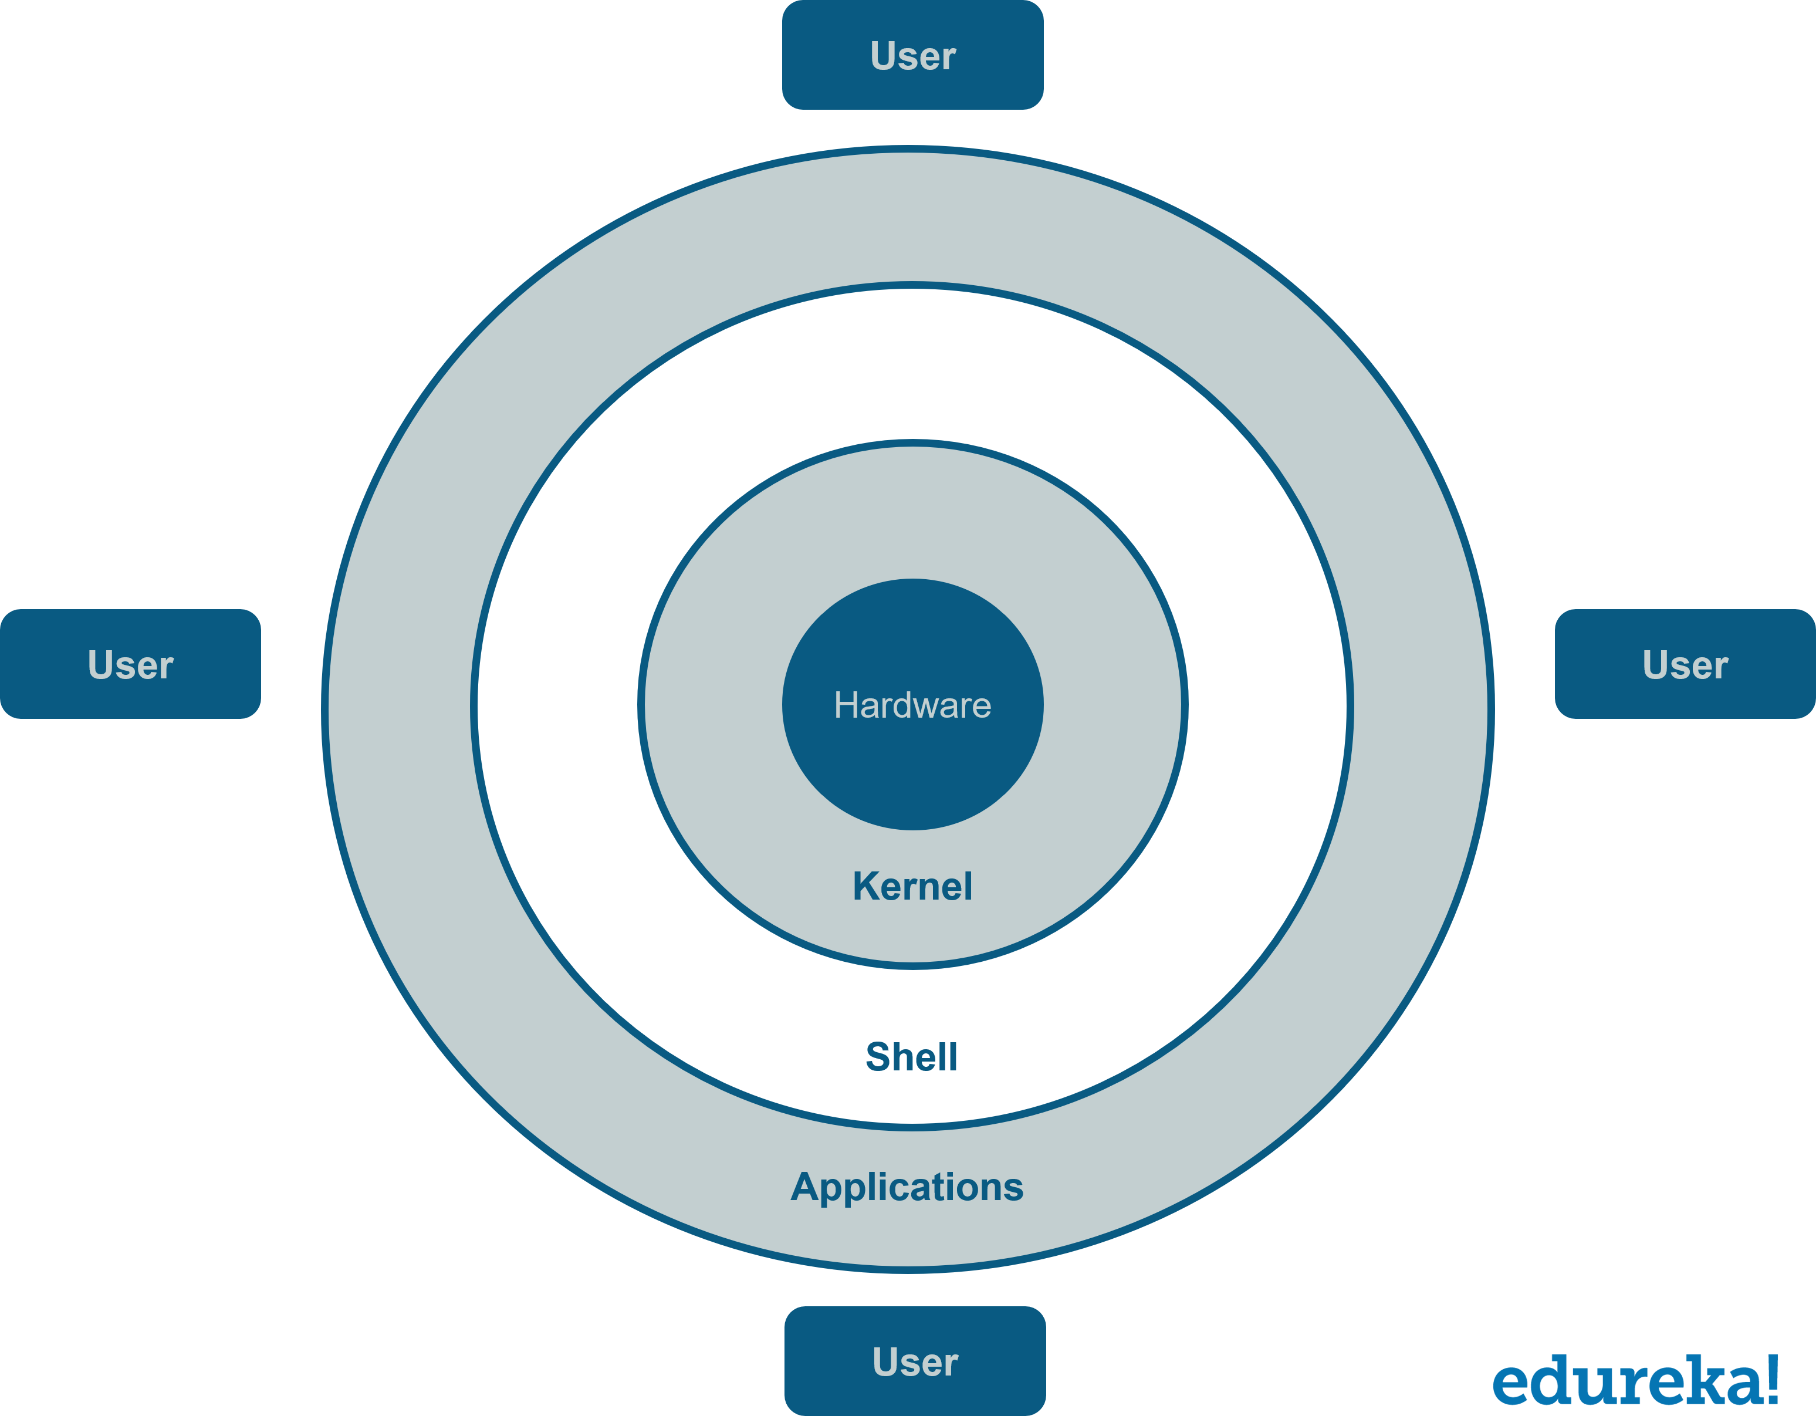 User
User
User
Hardware
Kernel
Shell
Applications
User
edureka!